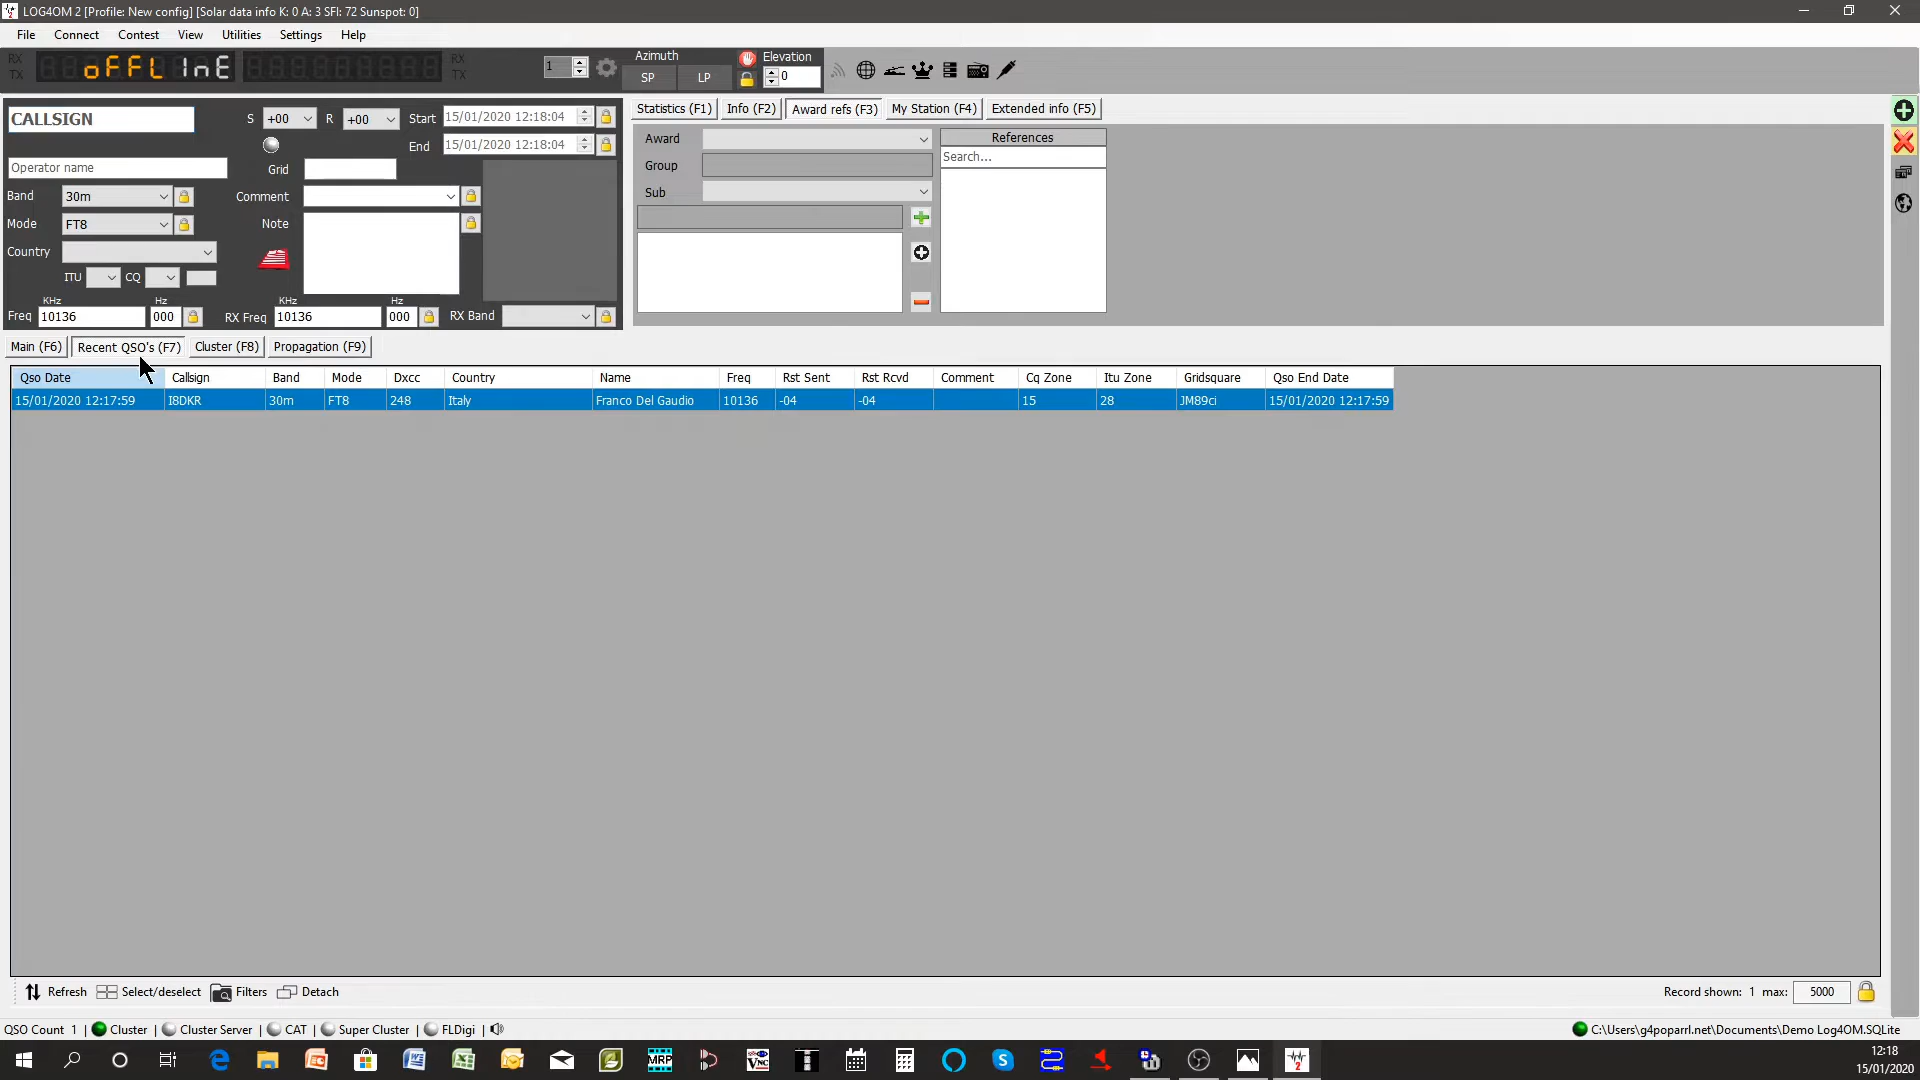 LOG4OM 2 [Profile: New config] [Solar data info K: 0 A: 3 SFI: 72 Sunspot: 0]
File Connect Contest View Utilities Settings Help
RX TX oFFLInE RX TX 1 Azimuth SP LP Elevation 0
CALLSIGN S +00 R +00 Start 15/01/2020 12:18:04
End 15/01/2020 12:18:04
Operator name Grid
Band 30m Comment
Mode FT8 Note
Country
ITU CQ
KHz Hz KHz Hz
Freq 10136 000 RX Freq 10136 000 RX Band
Statistics (F1) Info (F2) Award refs (F3) My Station (F4) Extended info (F5)
Award References
Group Search...
Sub
Main (F6) Recent QSO's (F7) Cluster (F8) Propagation (F9)
Qso Date Callsign Band Mode Dxcc Country Name Freq Rst Sent Rst Rcvd Comment Cq Zone Itu Zone Gridsquare Qso End Date
15/01/2020 12:17:59 I8DKR 30m FT8 248 Italy Franco Del Gaudio 10136 -04 -04 15 28 JM89ci 15/01/2020 12:17:59
Refresh Select/deselect Filters Detach Record shown: 1 max: 5000
QSO Count 1 | Cluster | Cluster Server | CAT | Super Cluster | FLDigi | C:\Users\g4poparrl.net\Documents\Demo Log4OM.SQLite
MRP
12:18
15/01/2020